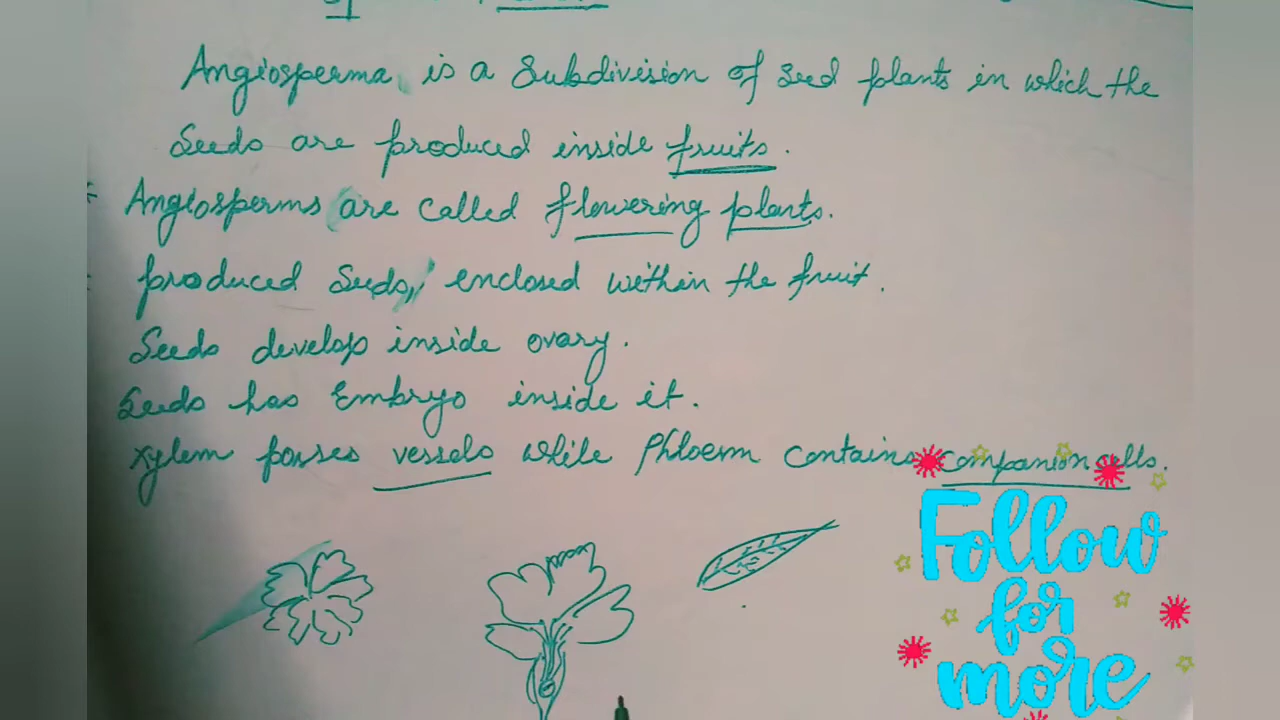 Angiosperma is a Subdivision of Seed plants in which the
Seeds are produced inside fruits.
Angiosperms are called flowering plants.
produced Seeds, enclosed within the fruit.
Seeds develop inside ovary.
Seeds has Embryo inside it.
xylem posses vessels while Phloem contains companion cells.
Follow
for
more